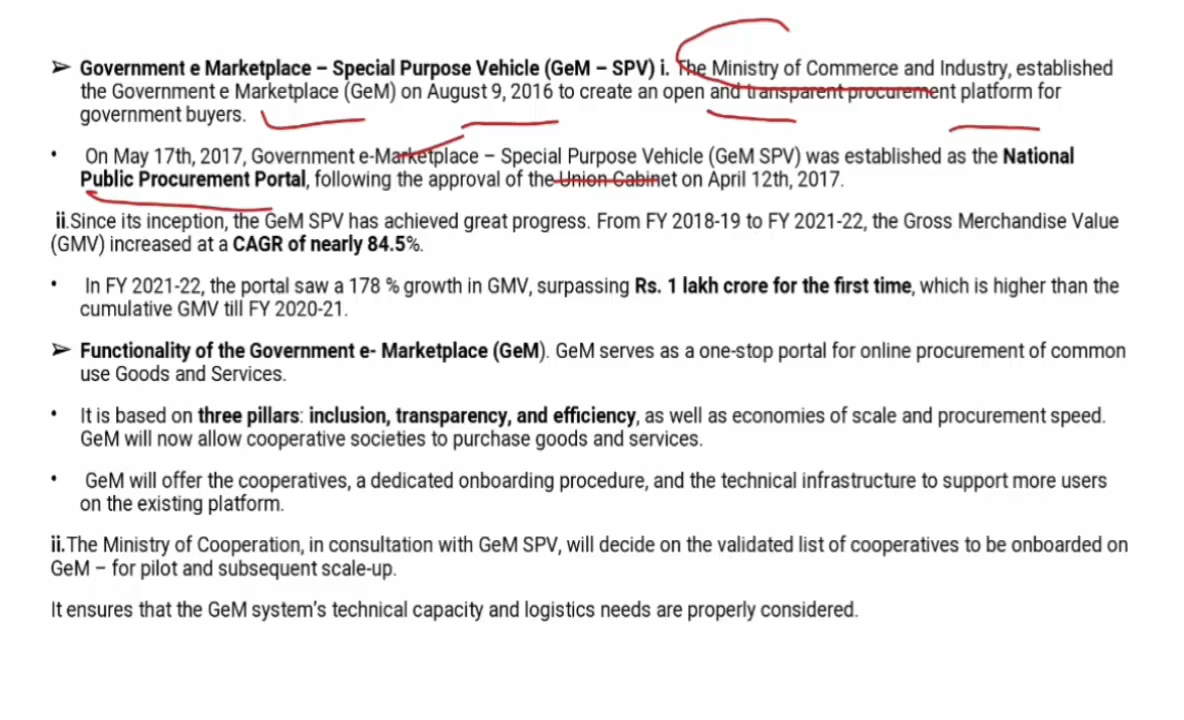 ➢ Government e Marketplace – Special Purpose Vehicle (GeM – SPV) i. The Ministry of Commerce and Industry, established
the Government e Marketplace (GeM) on August 9, 2016 to create an open and transparent procurement platform for
government buyers.
• On May 17th, 2017, Government e-Marketplace – Special Purpose Vehicle (GeM SPV) was established as the National
Public Procurement Portal, following the approval of the Union Cabinet on April 12th, 2017.
ii.Since its inception, the GeM SPV has achieved great progress. From FY 2018-19 to FY 2021-22, the Gross Merchandise Value
(GMV) increased at a CAGR of nearly 84.5%.
• In FY 2021-22, the portal saw a 178 % growth in GMV, surpassing Rs. 1 lakh crore for the first time, which is higher than the
cumulative GMV till FY 2020-21.
➢ Functionality of the Government e- Marketplace (GeM). GeM serves as a one-stop portal for online procurement of common
use Goods and Services.
• It is based on three pillars: inclusion, transparency, and efficiency, as well as economies of scale and procurement speed.
GeM will now allow cooperative societies to purchase goods and services.
• GeM will offer the cooperatives, a dedicated onboarding procedure, and the technical infrastructure to support more users
on the existing platform.
ii.The Ministry of Cooperation, in consultation with GeM SPV, will decide on the validated list of cooperatives to be onboarded on
GeM – for pilot and subsequent scale-up.
It ensures that the GeM system's technical capacity and logistics needs are properly considered.